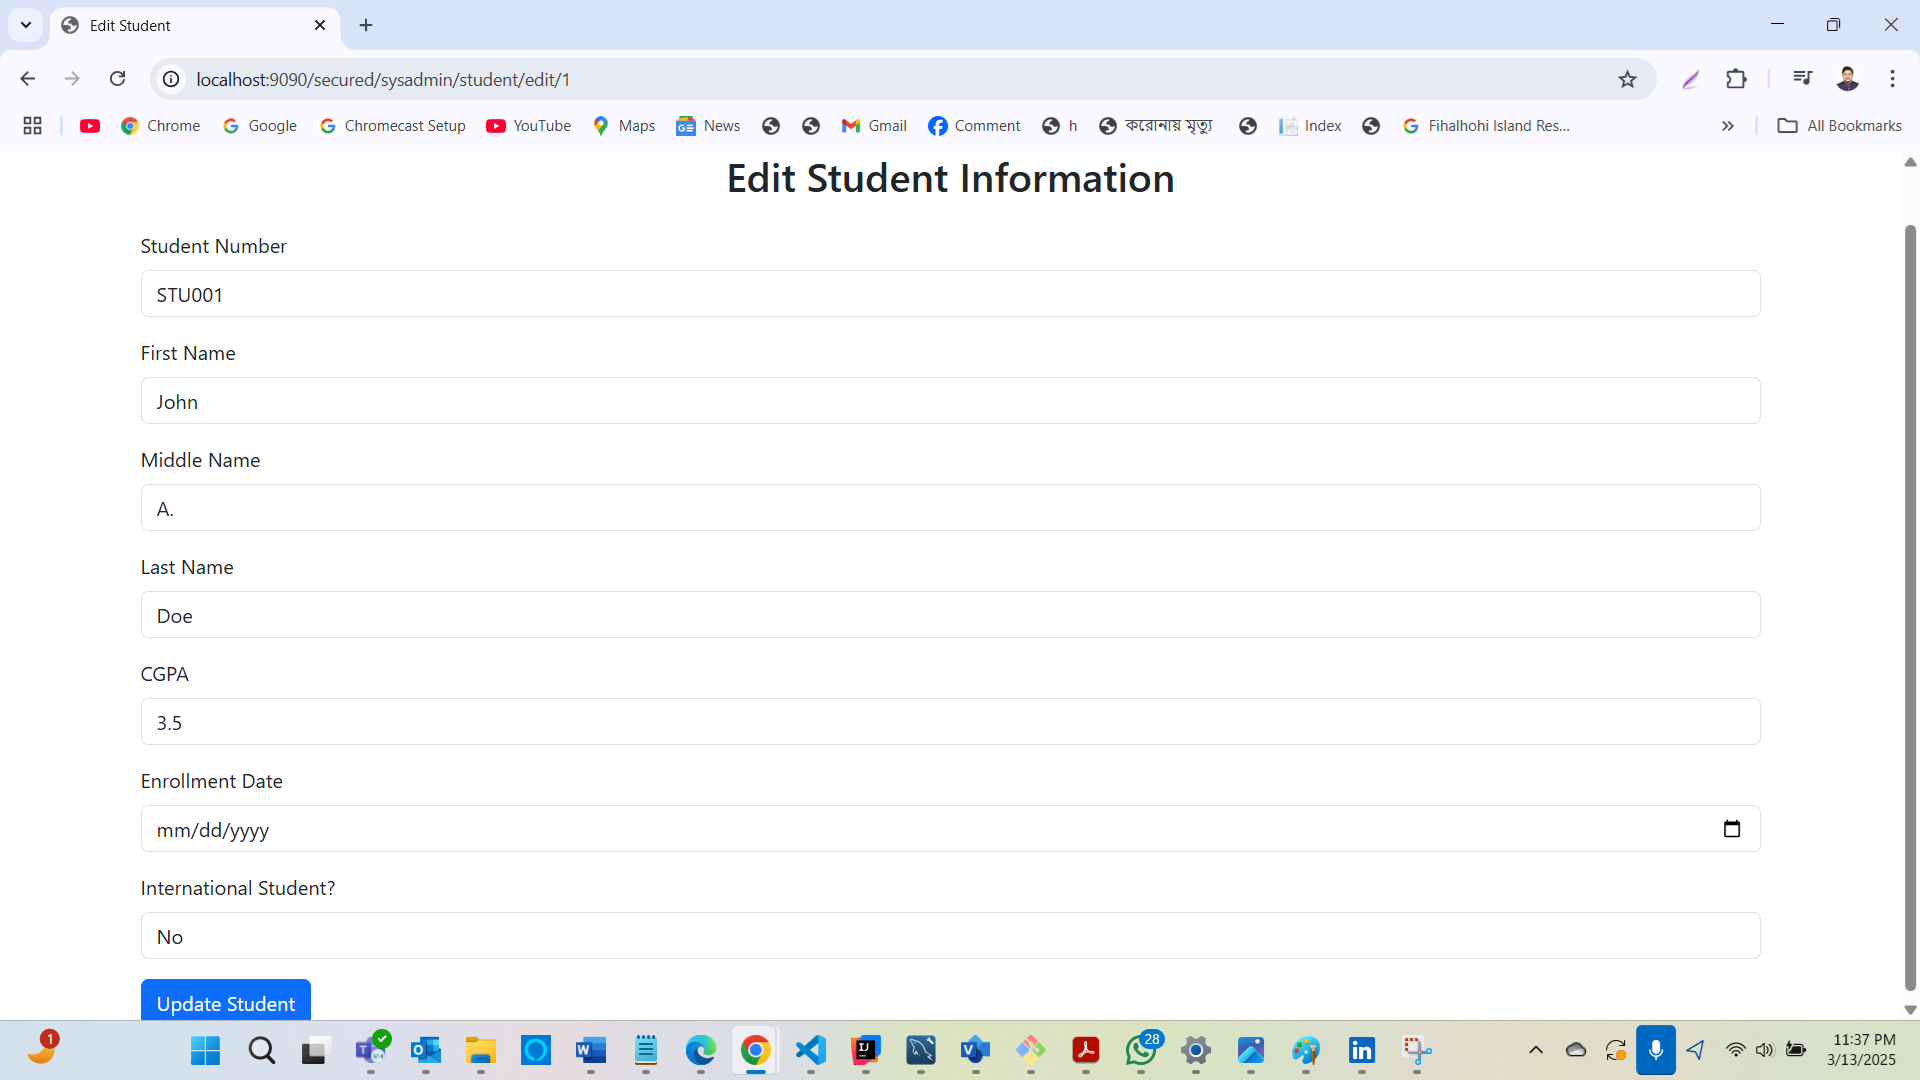 Edit Student
localhost:9090/secured/sysadmin/student/edit/1
Chrome Google Chromecast Setup YouTube Maps News Gmail Comment h করোনায় মৃত্যু Index Fihalhohi Island Res... All Bookmarks
Edit Student Information
Student Number
STU001
First Name
John
Middle Name
A.
Last Name
Doe
CGPA
3.5
Enrollment Date
mm/dd/yyyy
International Student?
No
Update Student
1
28
11:37 PM
3/13/2025